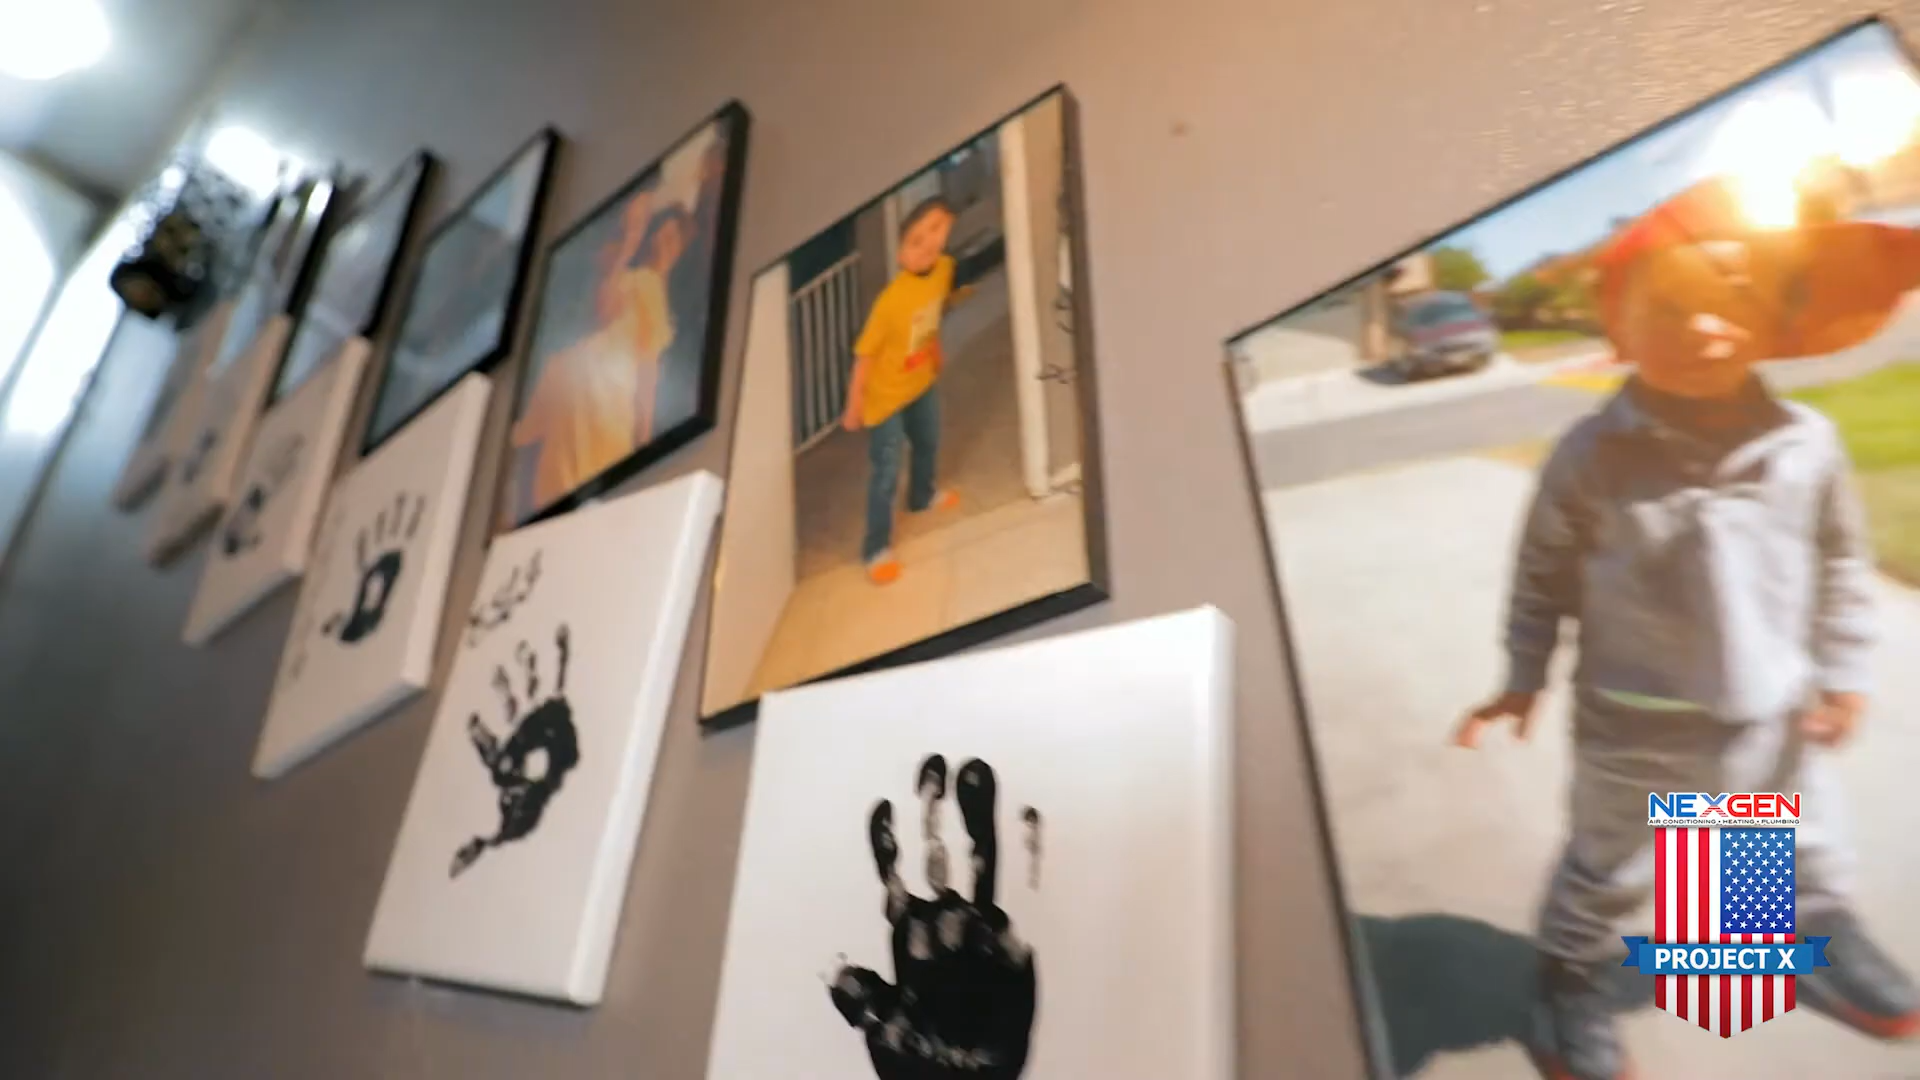 NEXGEN
AIR CONDITIONING • HEATING • PLUMBING
PROJECT X